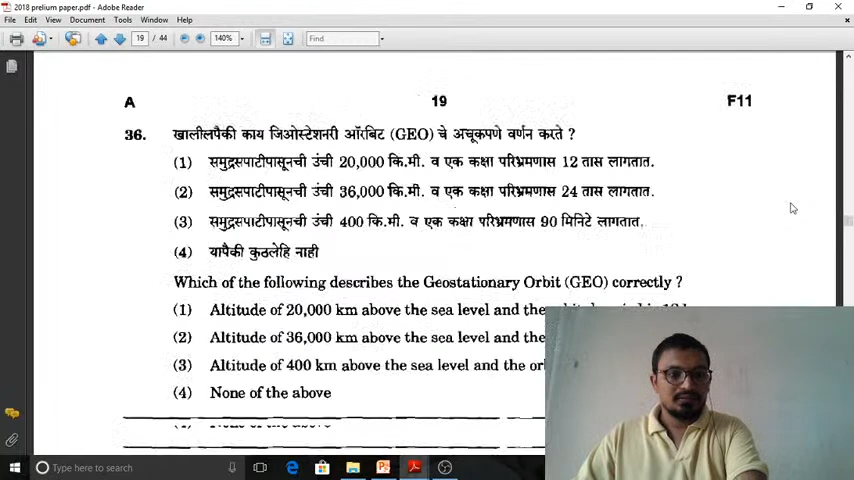 2018 prelium paper.pdf - Adobe Reader
File Edit View Document Tools Window Help
19 / 44 140% Find
A 19 F11
36. खालीलपैकी काय जिओस्टेशनरी ऑरबिट (GEO) चे अचूकपणे वर्णन करते ?
(1) समुद्रसपाटीपासूनची उंची 20,000 कि.मी. व एक कक्षा परिभ्रमणास 12 तास लागतात.
(2) समुद्रसपाटीपासूनची उंची 36,000 कि.मी. व एक कक्षा परिभ्रमणास 24 तास लागतात.
(3) समुद्रसपाटीपासूनची उंची 400 कि.मी. व एक कक्षा परिभ्रमणास 90 मिनिटे लागतात.
(4) यापैकी कुठलेहि नाही
Which of the following describes the Geostationary Orbit (GEO) correctly ?
(1) Altitude of 20,000 km above the sea level and the
(2) Altitude of 36,000 km above the sea level and the
(3) Altitude of 400 km above the sea level and the
(4) None of the above
Type here to search